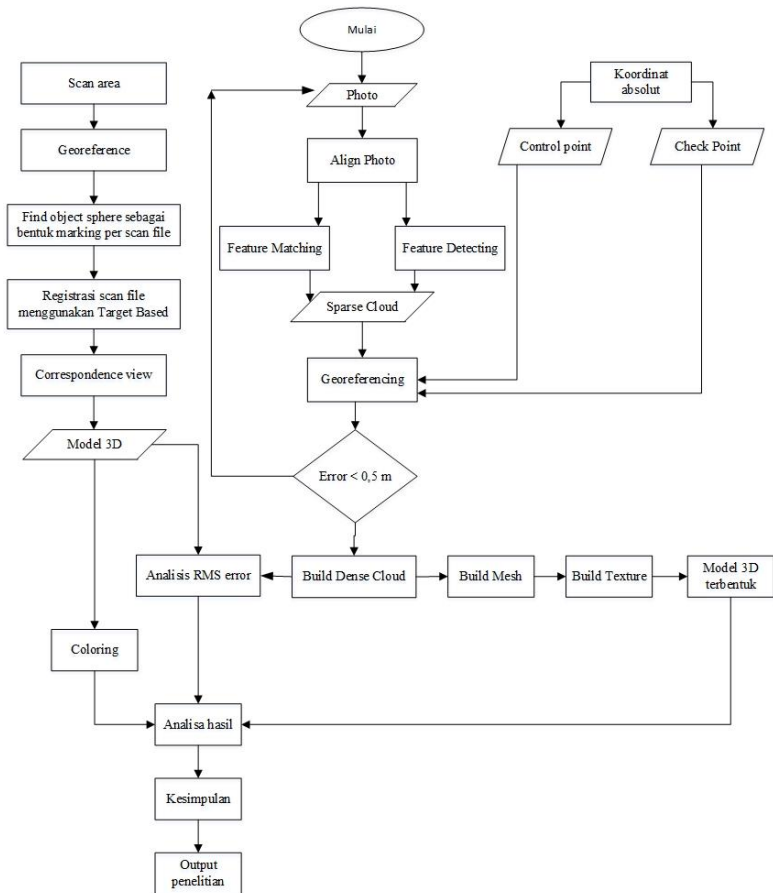 Mulai
Scan area
Photo
Koordinat
absolut
Georeference
Align Photo
Control point
Check Point
Find object sphere sebagai
bentuk marking per scan file
Feature Matching
Feature Detecting
Registrasi scan file
menggunakan Target Based
Sparse Cloud
Correspondence view
Georeferencing
Model 3D
Error < 0,5 m
Analisis RMS error
Build Dense Cloud
Build Mesh
Build Texture
Model 3D
terbentuk
Coloring
Analisa hasil
Kesimpulan
Output
penelitian